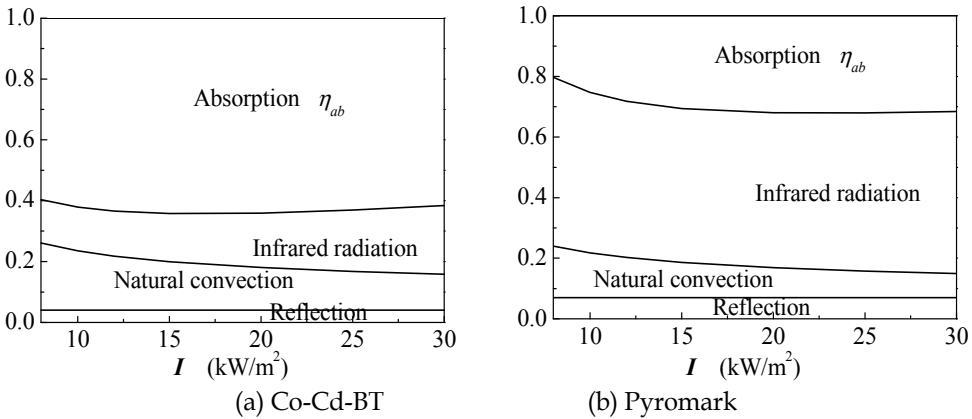 1.0
0.8
0.6
0.4
0.2
0.0
Absorption η_ab
Infrared radiation
Natural convection
Reflection
10 15 20 25 30
I (kW/m²)
(a) Co-Cd-BT
1.0
0.8
0.6
0.4
0.2
0.0
Absorption η_ab
Infrared radiation
Natural convection
Reflection
10 15 20 25 30
I (kW/m²)
(b) Pyromark